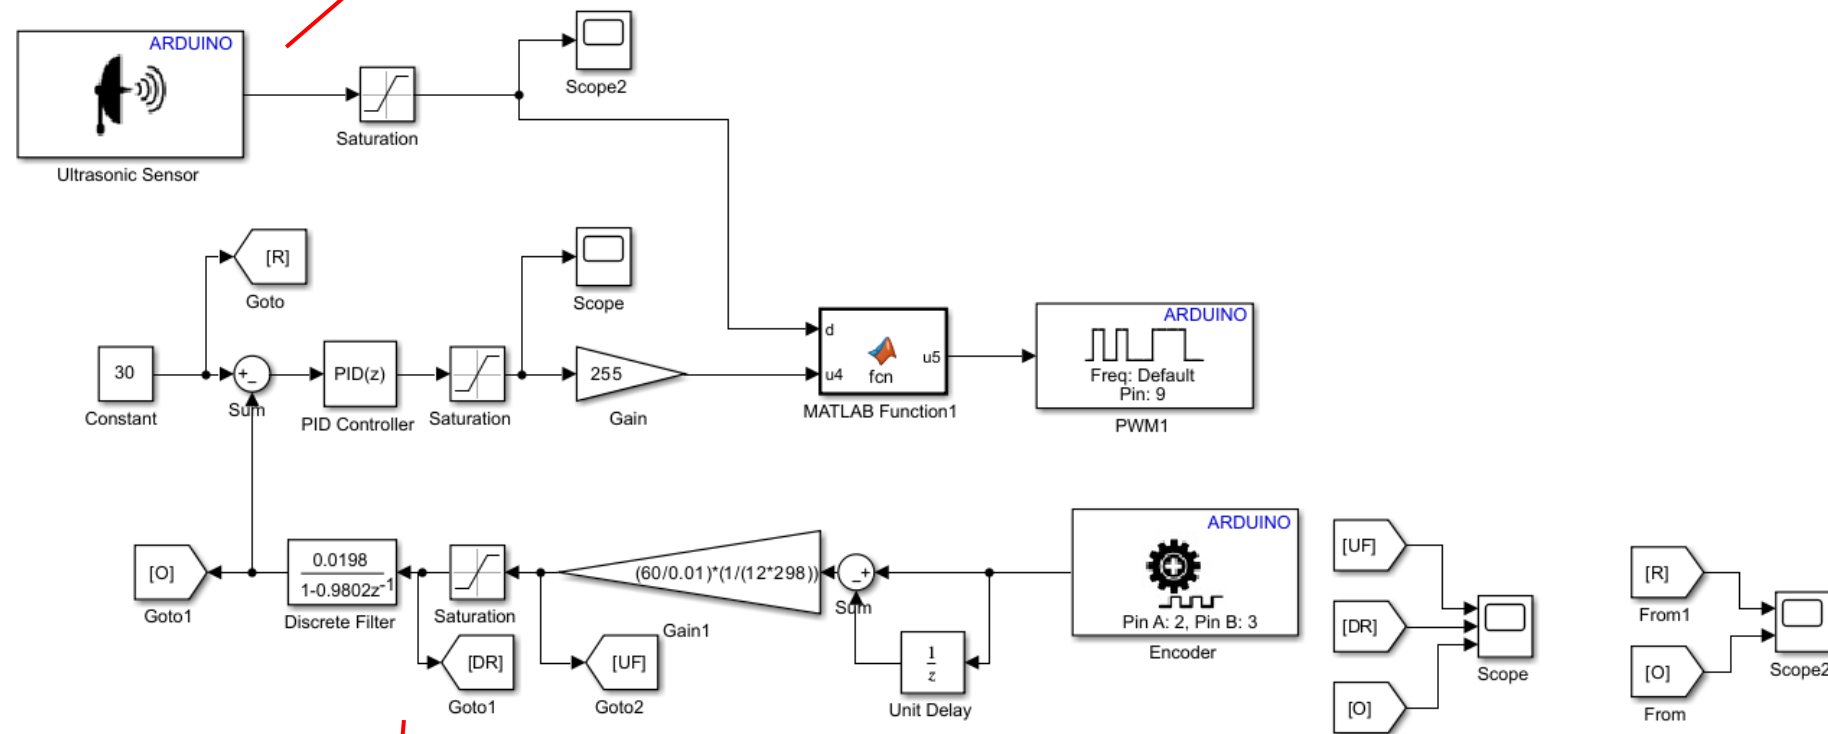 ARDUINO
Ultrasonic Sensor
Saturation
Scope2
[R]
Goto
Scope
30
Constant
+
-
Sum
PID(z)
PID Controller
Saturation
255
Gain
d
u4
fcn
u5
MATLAB Function1
ARDUINO
Freq: Default
Pin: 9
PWM1
[O]
Goto1
0.0198
1-0.9802z-1
Discrete Filter
Saturation
[DR]
Goto1
(60/0.01)*(1/(12*298))
Gain1
[UF]
Goto2
-
+
Sum
1
z
Unit Delay
ARDUINO
Pin A: 2, Pin B: 3
Encoder
[UF]
[DR]
[O]
Scope
[R]
From1
[O]
From
Scope2